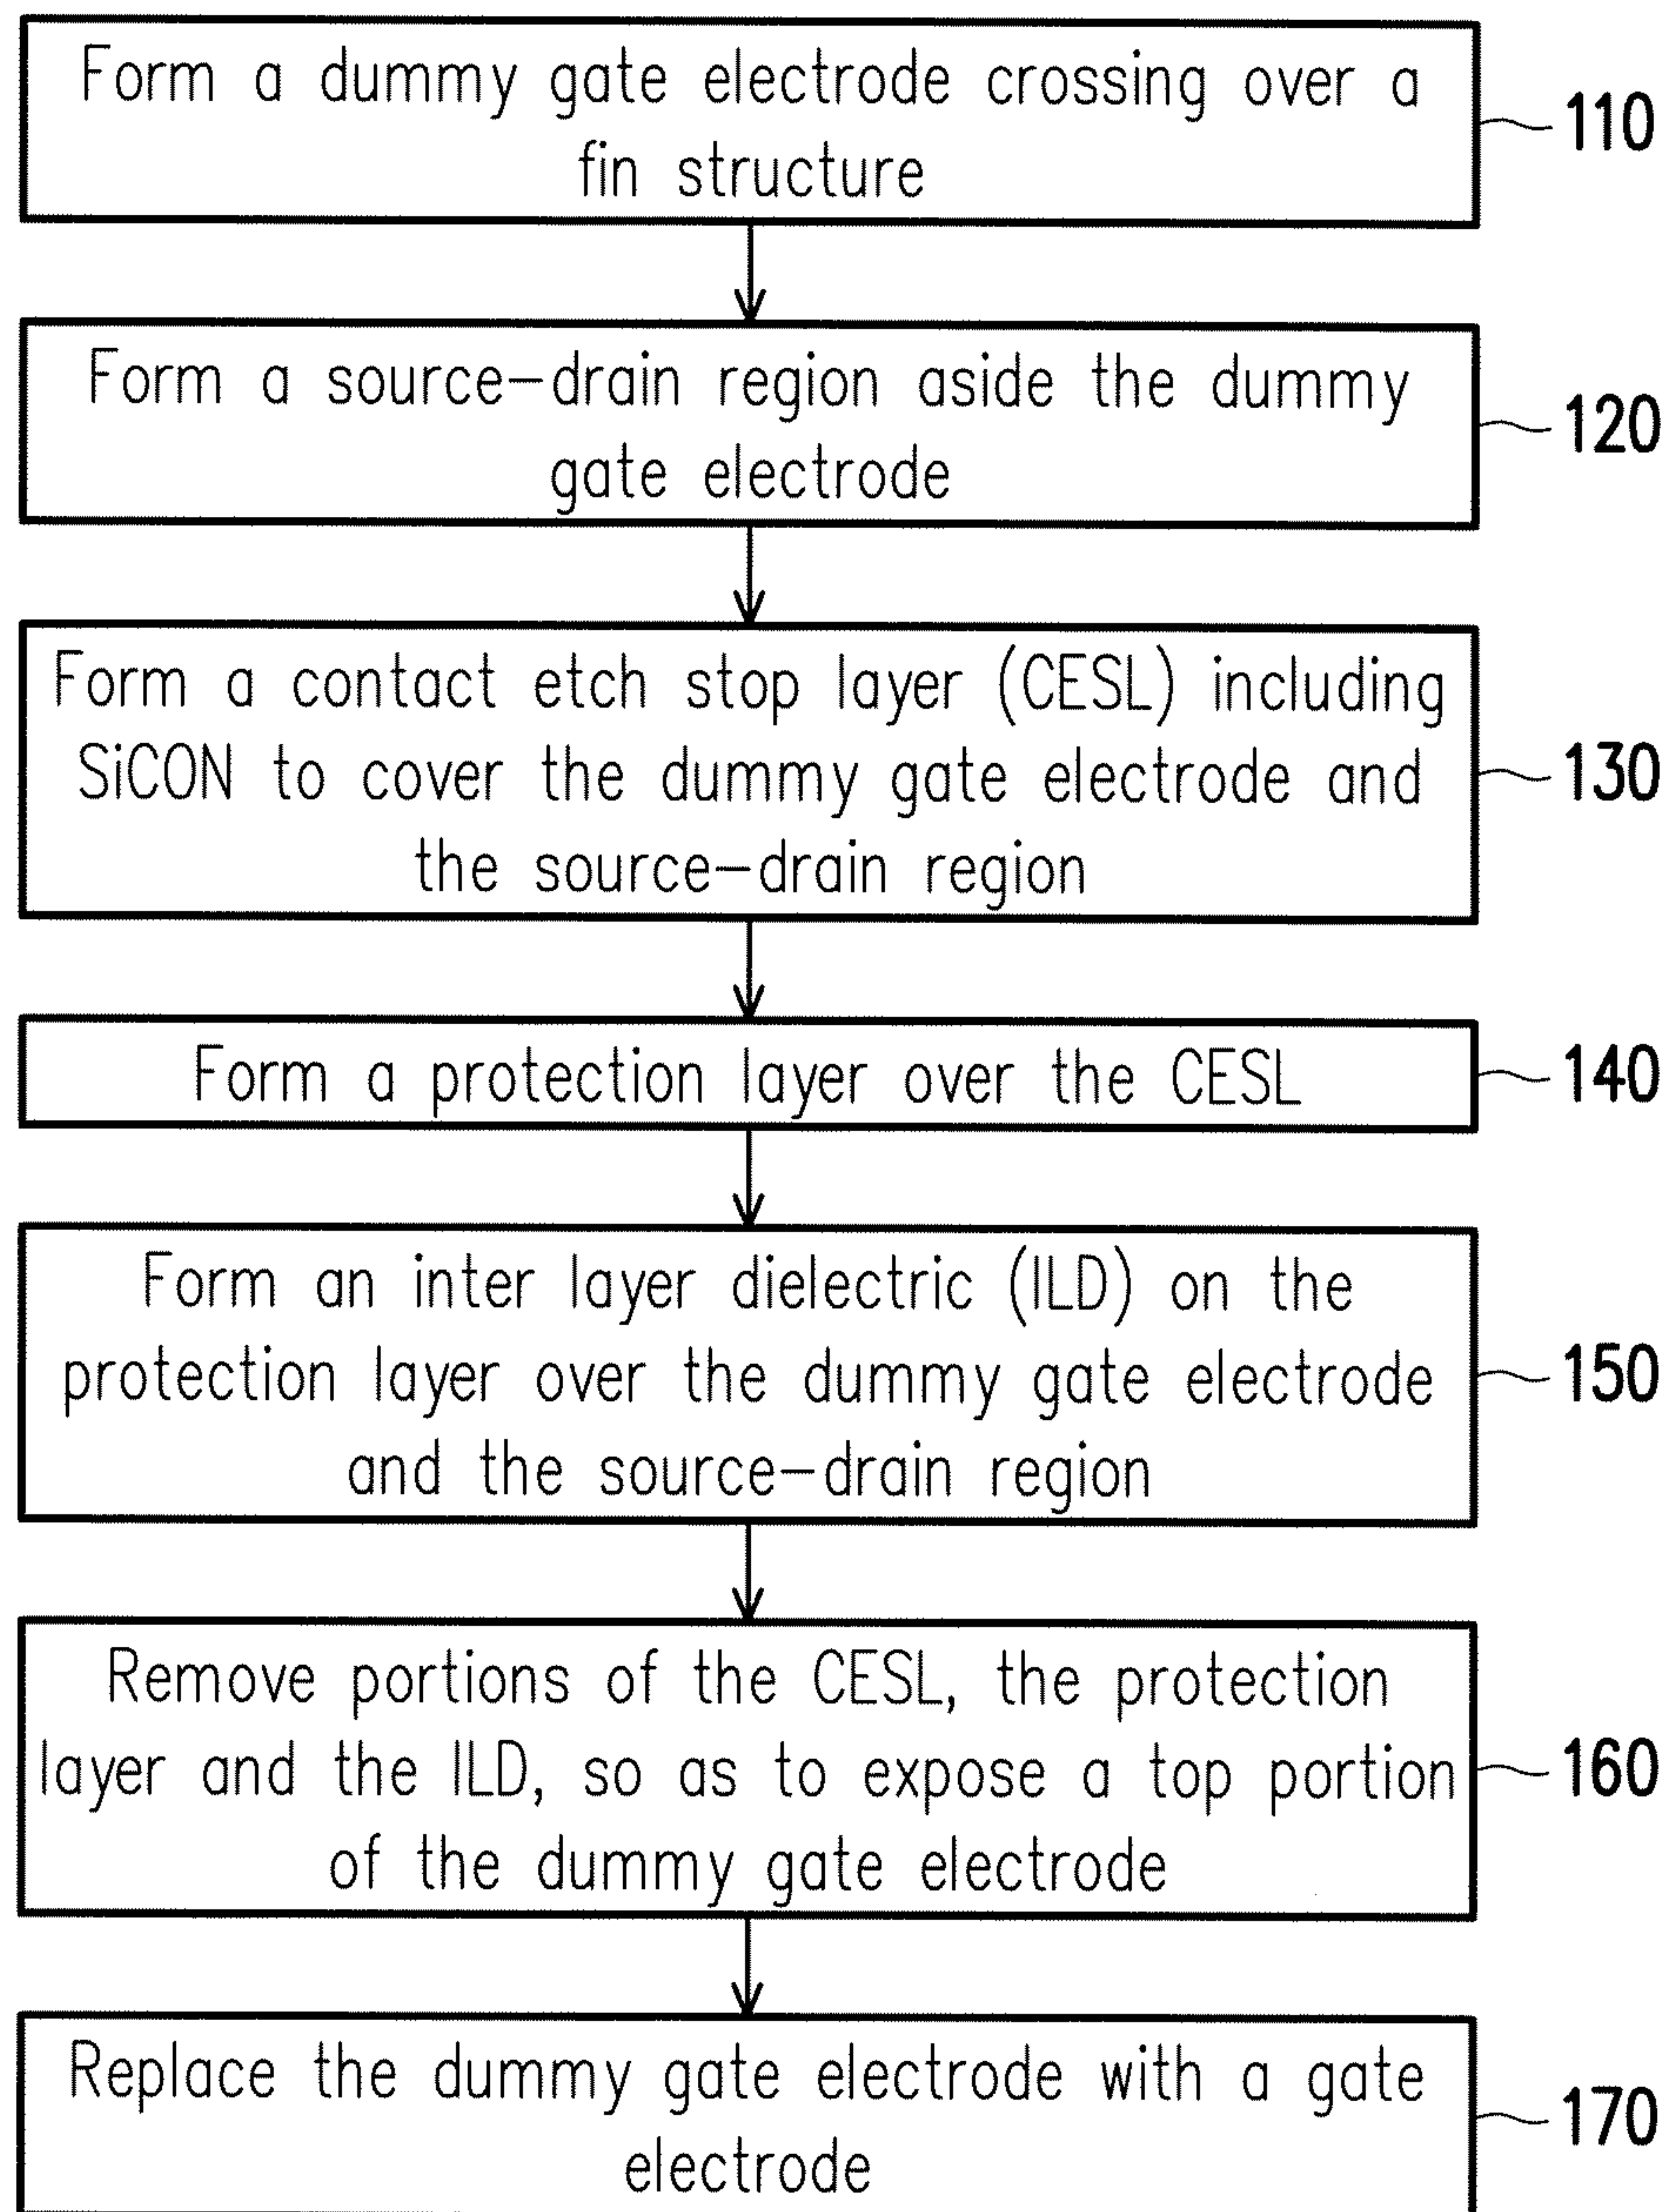 Form a dummy gate electrode crossing over a
fin structure
110
Form a source-drain region aside the dummy
gate electrode
120
Form a contact etch stop layer (CESL) including
SiCON to cover the dummy gate electrode and
the source-drain region
130
Form a protection layer over the CESL
140
Form an inter layer dielectric (ILD) on the
protection layer over the dummy gate electrode
and the source-drain region
150
Remove portions of the CESL, the protection
layer and the ILD, so as to expose a top portion
of the dummy gate electrode
160
Replace the dummy gate electrode with a gate
electrode
170